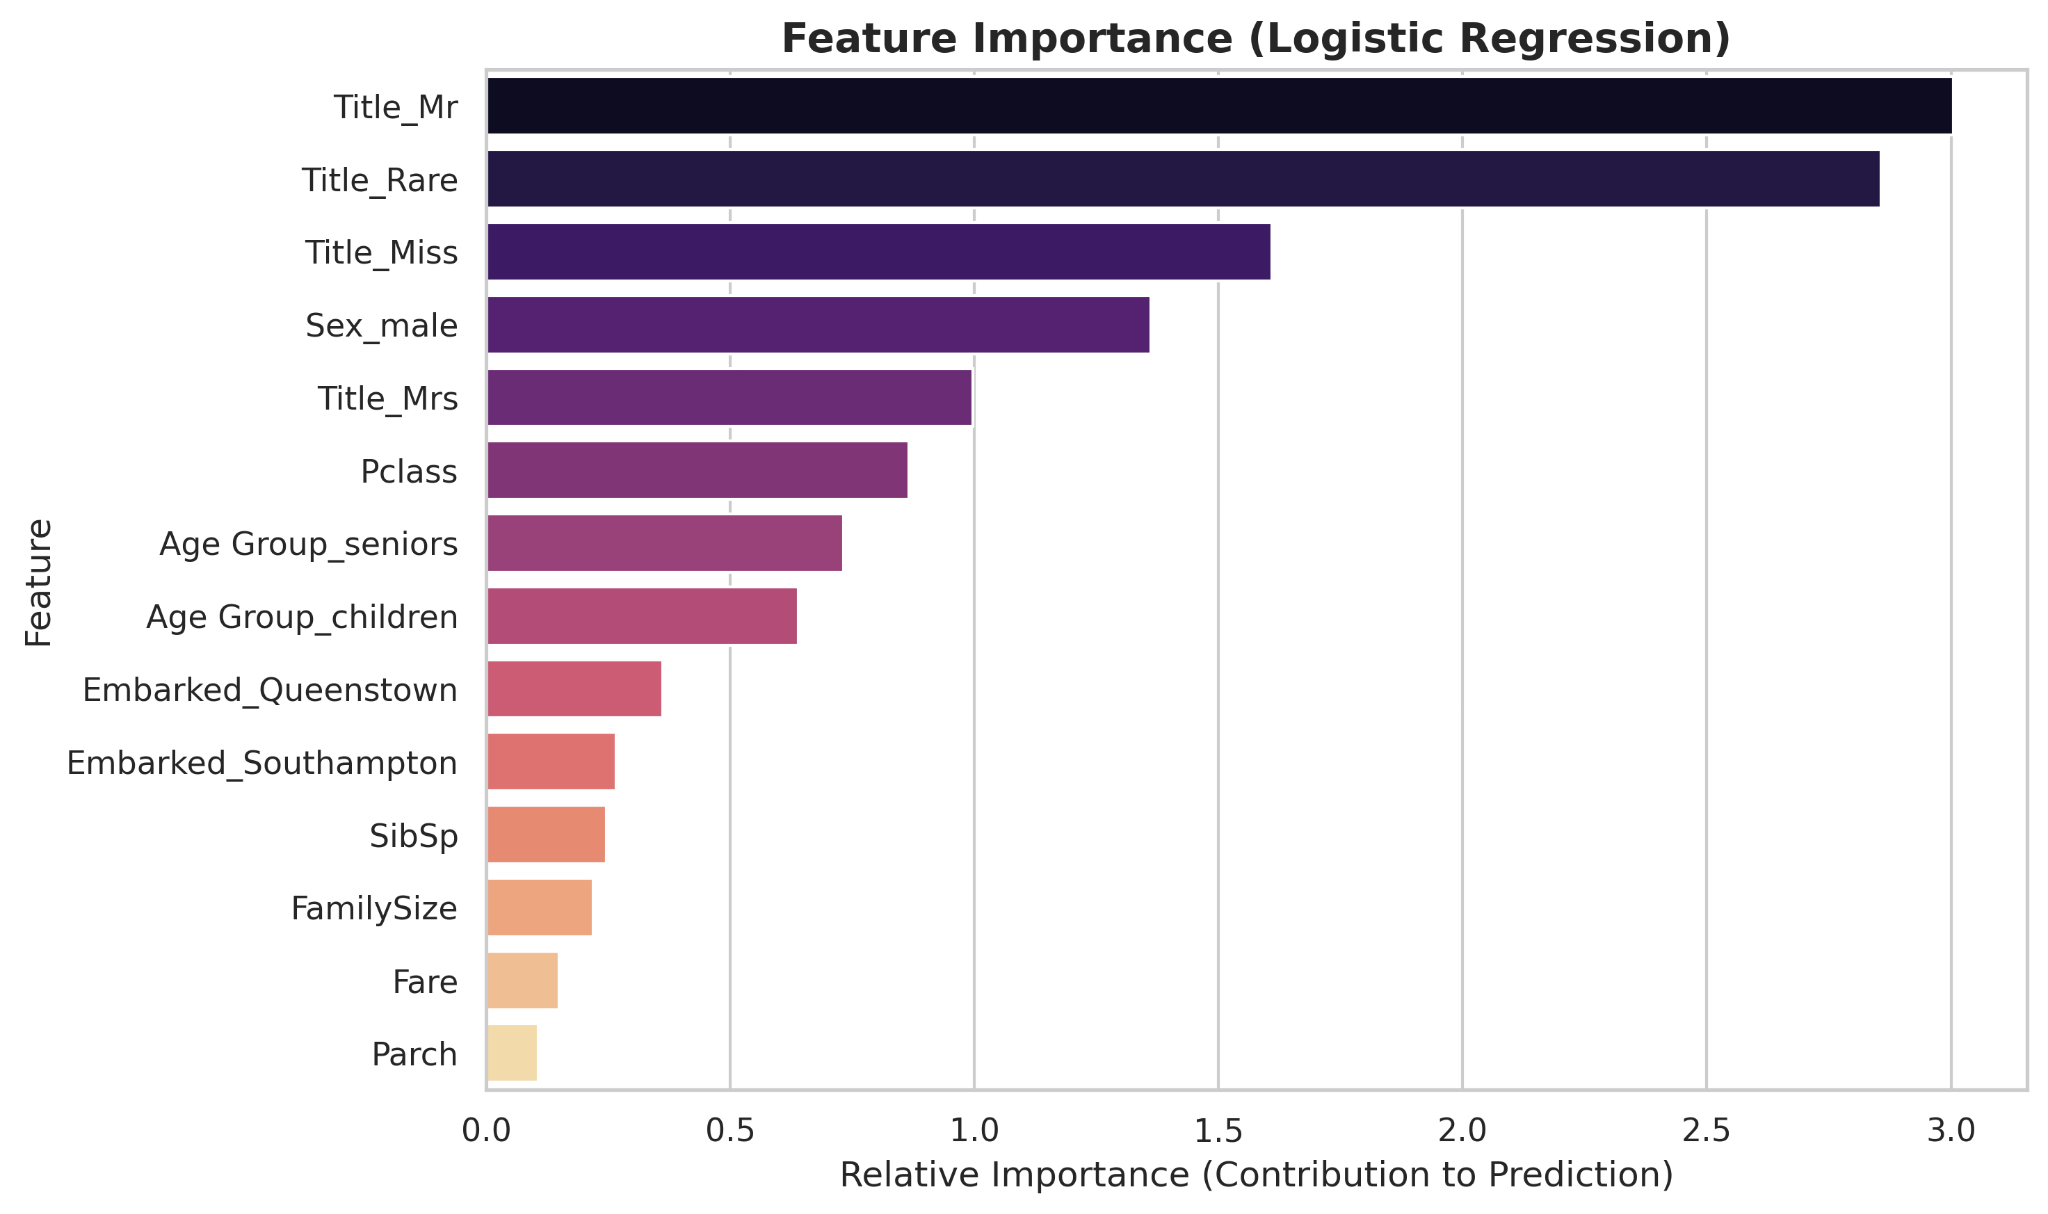 Feature Importance (Logistic Regression)
Title_Mr
Title_Rare
Title_Miss
Sex_male
Title_Mrs
Pclass
Age Group_seniors
Age Group_children
Embarked_Queenstown
Embarked_Southampton
SibSp
FamilySize
Fare
Parch
Feature
0.0 0.5 1.0 1.5 2.0 2.5 3.0
Relative Importance (Contribution to Prediction)